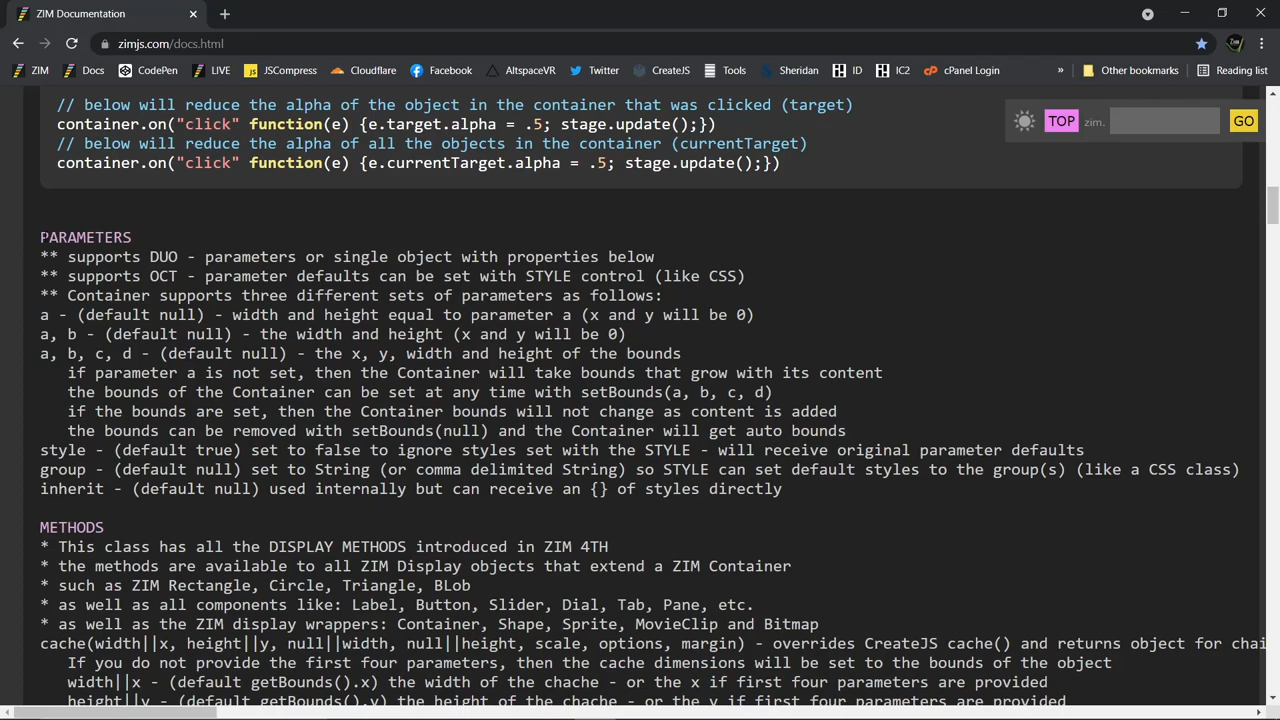 ZIM Documentation
zimjs.com/docs.html
ZIM
Docs
CodePen
LIVE
JSCompress
Cloudflare
Facebook
AltspaceVR
Twitter
CreateJS
Tools
Sheridan
ID
IC2
cPanel Login
»
Other bookmarks
Reading list
// below will reduce the alpha of the object in the container that was clicked (target)
container.on("click" function(e) {e.target.alpha = .5; stage.update();})
// below will reduce the alpha of all the objects in the container (currentTarget)
container.on("click" function(e) {e.currentTarget.alpha = .5; stage.update();})
TOP
zim.
GO
PARAMETERS
** supports DUO - parameters or single object with properties below
** supports OCT - parameter defaults can be set with STYLE control (like CSS)
** Container supports three different sets of parameters as follows:
a - (default null) - width and height equal to parameter a (x and y will be 0)
a, b - (default null) - the width and height (x and y will be 0)
a, b, c, d - (default null) - the x, y, width and height of the bounds
if parameter a is not set, then the Container will take bounds that grow with its content
the bounds of the Container can be set at any time with setBounds(a, b, c, d)
if the bounds are set, then the Container bounds will not change as content is added
the bounds can be removed with setBounds(null) and the Container will get auto bounds
style - (default true) set to false to ignore styles set with the STYLE - will receive original parameter defaults
group - (default null) set to String (or comma delimited String) so STYLE can set default styles to the group(s) (like a CSS class)
inherit - (default null) used internally but can receive an {} of styles directly
METHODS
* This class has all the DISPLAY METHODS introduced in ZIM 4TH
* the methods are available to all ZIM Display objects that extend a ZIM Container
* such as ZIM Rectangle, Circle, Triangle, BLob
* as well as all components like: Label, Button, Slider, Dial, Tab, Pane, etc.
* as well as the ZIM display wrappers: Container, Shape, Sprite, MovieClip and Bitmap
cache(width||x, height||y, null||width, null||height, scale, options, margin) - overrides CreateJS cache() and returns object for chai
If you do not provide the first four parameters, then the cache dimensions will be set to the bounds of the object
width||x - (default getBounds().x) the width of the chache - or the x if first four parameters are provided
height||y - (default getBounds().y) the height of the chache - or the y if first four parameters are provided